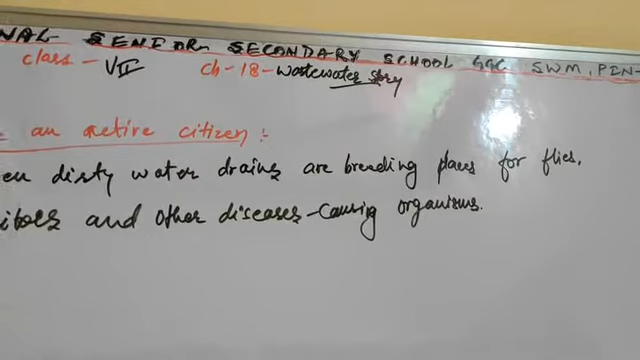 NAL SENIOR SECONDARY SCHOOL SWM, PIN-
class - VII ch-18-wastewater story
an active citizen :-
en dirty water drains are breeding places for flies,
itoes and other diseases-causing organisms.